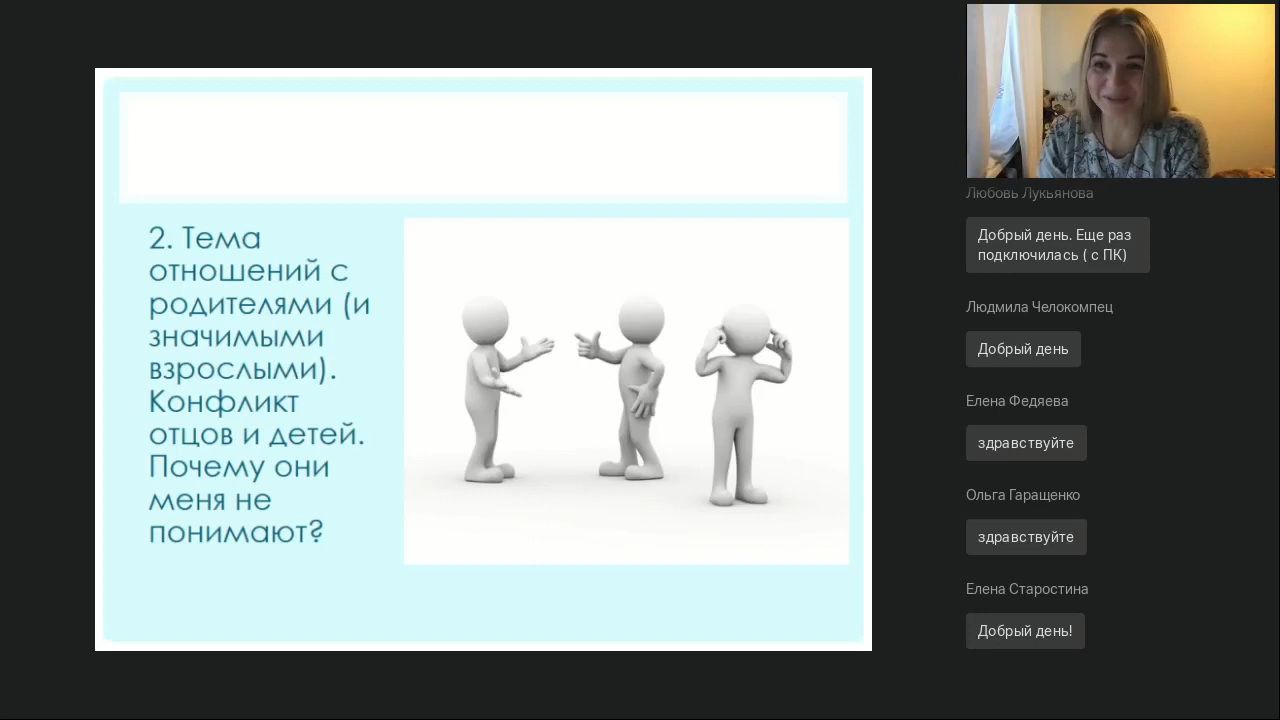 2. Тема
отношений с
родителями (и
значимыми
взрослыми).
Конфликт
отцов и детей.
Почему они
меня не
понимают?
Любовь Лукьянова
Добрый день. Еще раз
подключилась ( с ПК)
Людмила Челокомпец
Добрый день
Елена Федяева
здравствуйте
Ольга Гаращенко
здравствуйте
Елена Старостина
Добрый день!